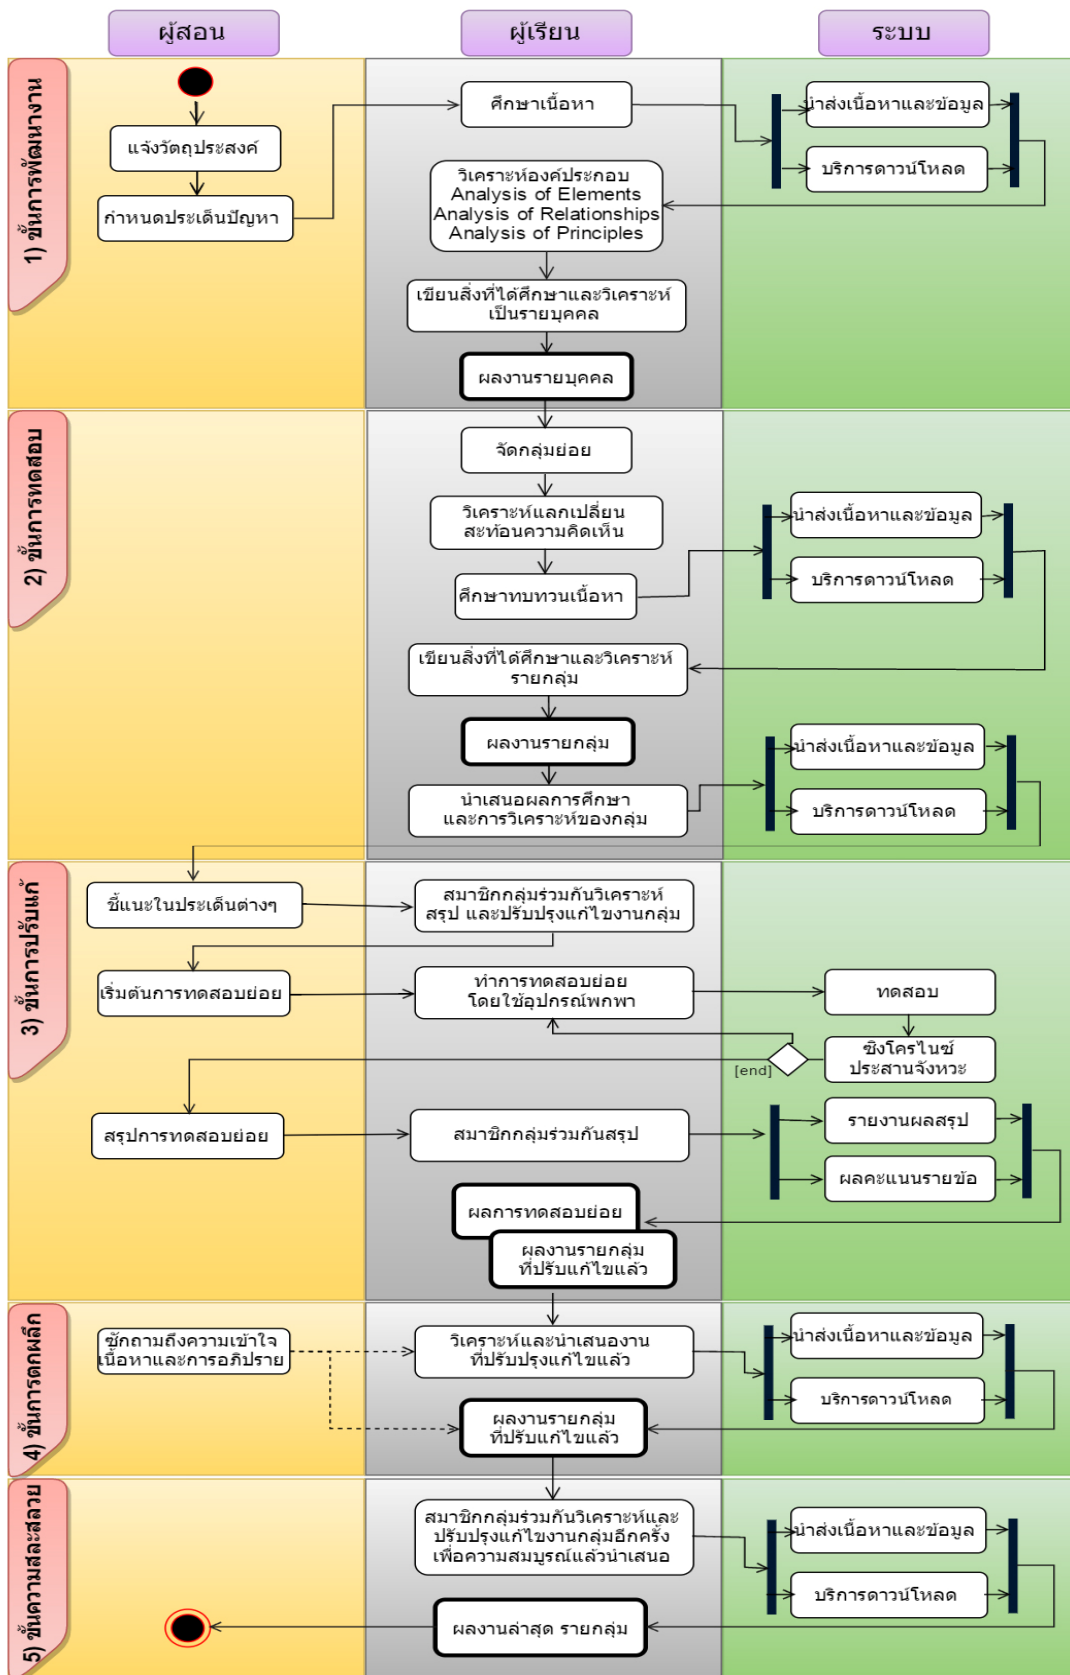 ผู้สอน
ผู้เรียน
ระบบ
1) ขั้นการพัฒนางาน
แจ้งวัตถุประสงค์
กำหนดประเด็นปัญหา
ศึกษาเนื้อหา
นำส่งเนื้อหาและข้อมูล
บริการดาวน์โหลด
วิเคราะห์องค์ประกอบ
Analysis of Elements
Analysis of Relationships
Analysis of Principles
เขียนสิ่งที่ได้ศึกษาและวิเคราะห์
เป็นรายบุคคล
ผลงานรายบุคคล
2) ขั้นการทดสอบ
จัดกลุ่มย่อย
วิเคราะห์แลกเปลี่ยน
สะท้อนความคิดเห็น
ศึกษาทบทวนเนื้อหา
นำส่งเนื้อหาและข้อมูล
บริการดาวน์โหลด
เขียนสิ่งที่ได้ศึกษาและวิเคราะห์
รายกลุ่ม
ผลงานรายกลุ่ม
นำเสนอผลการศึกษา
และการวิเคราะห์ของกลุ่ม
นำส่งเนื้อหาและข้อมูล
บริการดาวน์โหลด
3) ขั้นการปรับแก้
ชี้แนะในประเด็นต่างๆ
สมาชิกกลุ่มร่วมกันวิเคราะห์
สรุป และปรับปรุงแก้ไขงานกลุ่ม
เริ่มต้นการทดสอบย่อย
ทำการทดสอบย่อย
โดยใช้อุปกรณ์พกพา
ทดสอบ
ซิงโครไนซ์
ประสานจังหวะ
[end]
สรุปการทดสอบย่อย
สมาชิกกลุ่มร่วมกันสรุป
รายงานผลสรุป
ผลคะแนนรายข้อ
ผลการทดสอบย่อย
ผลงานรายกลุ่ม
ที่ปรับแก้ไขแล้ว
4) ขั้นการตกผลึก
ซักถามถึงความเข้าใจ
เนื้อหาและการอภิปราย
วิเคราะห์และนำเสนองาน
ที่ปรับปรุงแก้ไขแล้ว
นำส่งเนื้อหาและข้อมูล
บริการดาวน์โหลด
ผลงานรายกลุ่ม
ที่ปรับแก้ไขแล้ว
5) ขั้นความสละสลวย
สมาชิกกลุ่มร่วมกันวิเคราะห์และ
ปรับปรุงแก้ไขงานกลุ่มอีกครั้ง
เพื่อความสมบูรณ์แล้วนำเสนอ
นำส่งเนื้อหาและข้อมูล
บริการดาวน์โหลด
ผลงานล่าสุด รายกลุ่ม